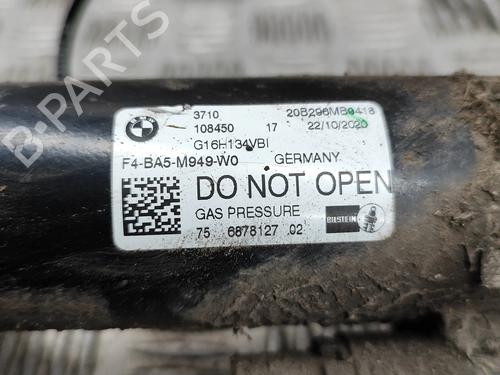 BMW
3710 20B296MB0418
108450 17 22/10/2020
G16H134VBI
F4-BA5-M949-W0 GERMANY
DO NOT OPEN
GAS PRESSURE
75 6878127 02
BILSTEIN
B-PARTS